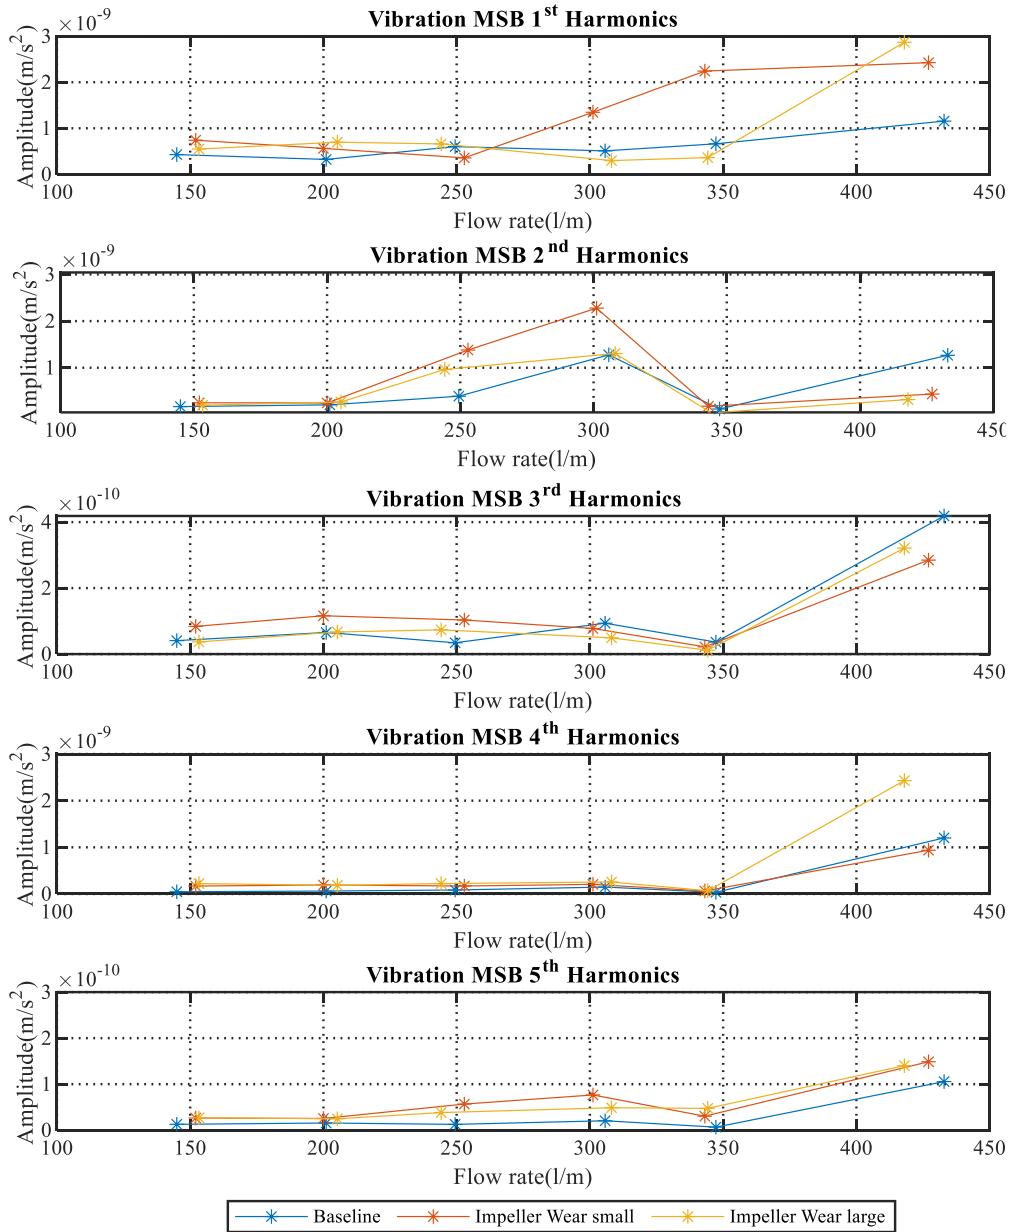 Vibration MSB 1st Harmonics
×10-9
Amplitude(m/s2)
3
2
1
0
100 150 200 250 300 350 400 450
Flow rate(l/m)
Vibration MSB 2nd Harmonics
×10-9
Amplitude(m/s2)
3
2
1
100 150 200 250 300 350 400 450
Flow rate(l/m)
Vibration MSB 3rd Harmonics
×10-10
Amplitude(m/s2)
4
2
0
100 150 200 250 300 350 400 450
Flow rate(l/m)
Vibration MSB 4th Harmonics
×10-9
Amplitude(m/s2)
3
2
1
0
100 150 200 250 300 350 400 450
Flow rate(l/m)
Vibration MSB 5th Harmonics
×10-10
Amplitude(m/s2)
3
2
1
0
100 150 200 250 300 350 400 450
Flow rate(l/m)
Baseline Impeller Wear small Impeller Wear large